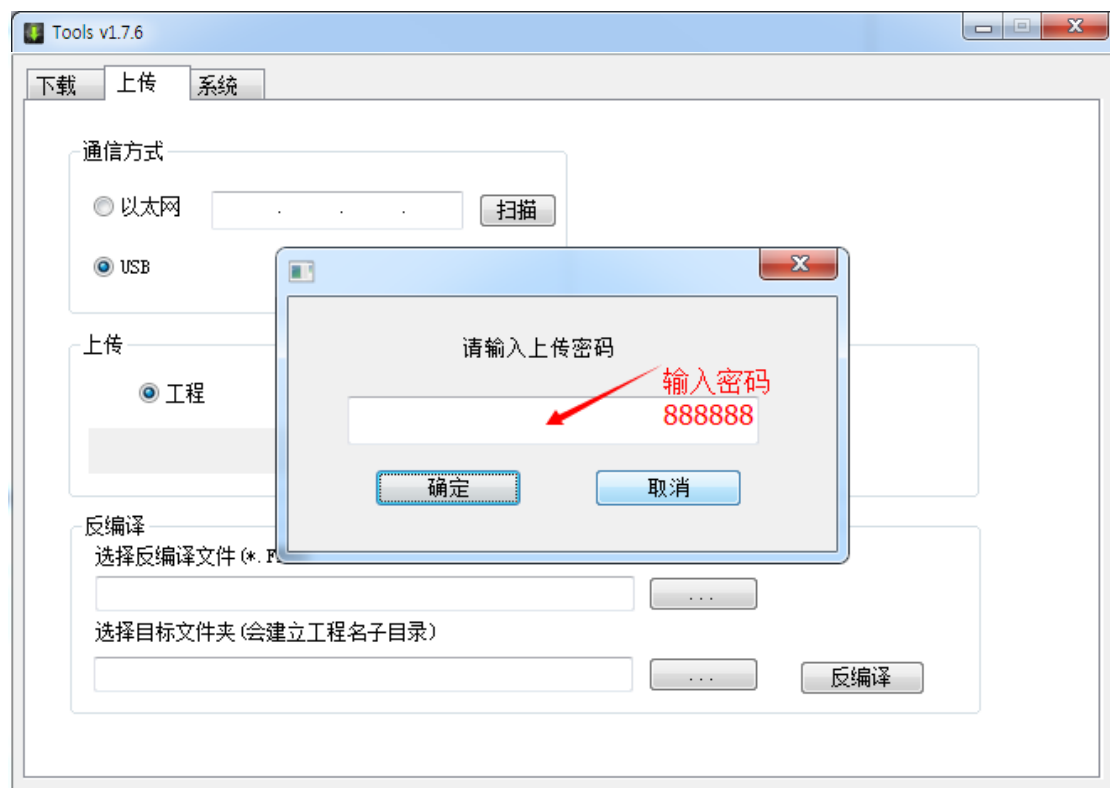 Tools v1.7.6
下载 上传 系统
通信方式
以太网 . . . 扫描
USB
请输入上传密码
输入密码
888888
确定 取消
上传
工程
反编译
选择反编译文件(*.F
...
选择目标文件夹(会建立工程名子目录)
... 反编译